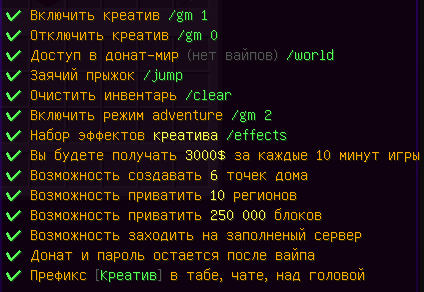 ✔ Включить креатив /gm 1
✔ Отключить креатив /gm 0
✔ Доступ в донат-мир (нет вайпов) /world
✔ Заячий прыжок /jump
✔ Очистить инвентарь /clear
✔ Включить режим adventure /gm 2
✔ Набор эффектов креатива /effects
✔ Вы будете получать 3000$ за каждые 10 минут игры
✔ Возможность создавать 6 точек дома
✔ Возможность приватить 10 регионов
✔ Возможность приватить 250 000 блоков
✔ Возможность заходить на заполненый сервер
✔ Донат и пароль остается после вайпа
✔ Префикс [Креатив] в табе, чате, над головой